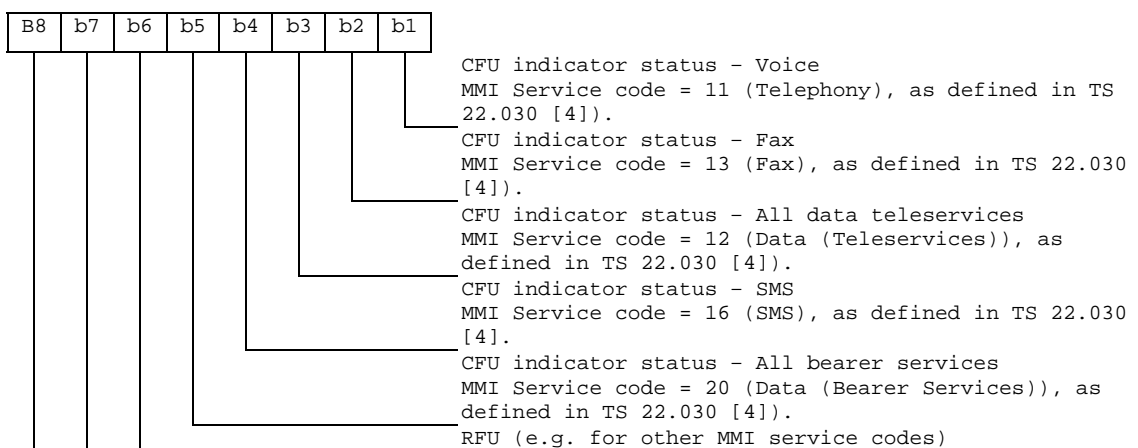 B8 b7 b6 b5 b4 b3 b2 b1
CFU indicator status – Voice
MMI Service code = 11 (Telephony), as defined in TS
22.030 [4]).
CFU indicator status – Fax
MMI Service code = 13 (Fax), as defined in TS 22.030
[4]).
CFU indicator status – All data teleservices
MMI Service code = 12 (Data (Teleservices)), as
defined in TS 22.030 [4]).
CFU indicator status – SMS
MMI Service code = 16 (SMS), as defined in TS 22.030
[4].
CFU indicator status – All bearer services
MMI Service code = 20 (Data (Bearer Services)), as
defined in TS 22.030 [4]).
RFU (e.g. for other MMI service codes)